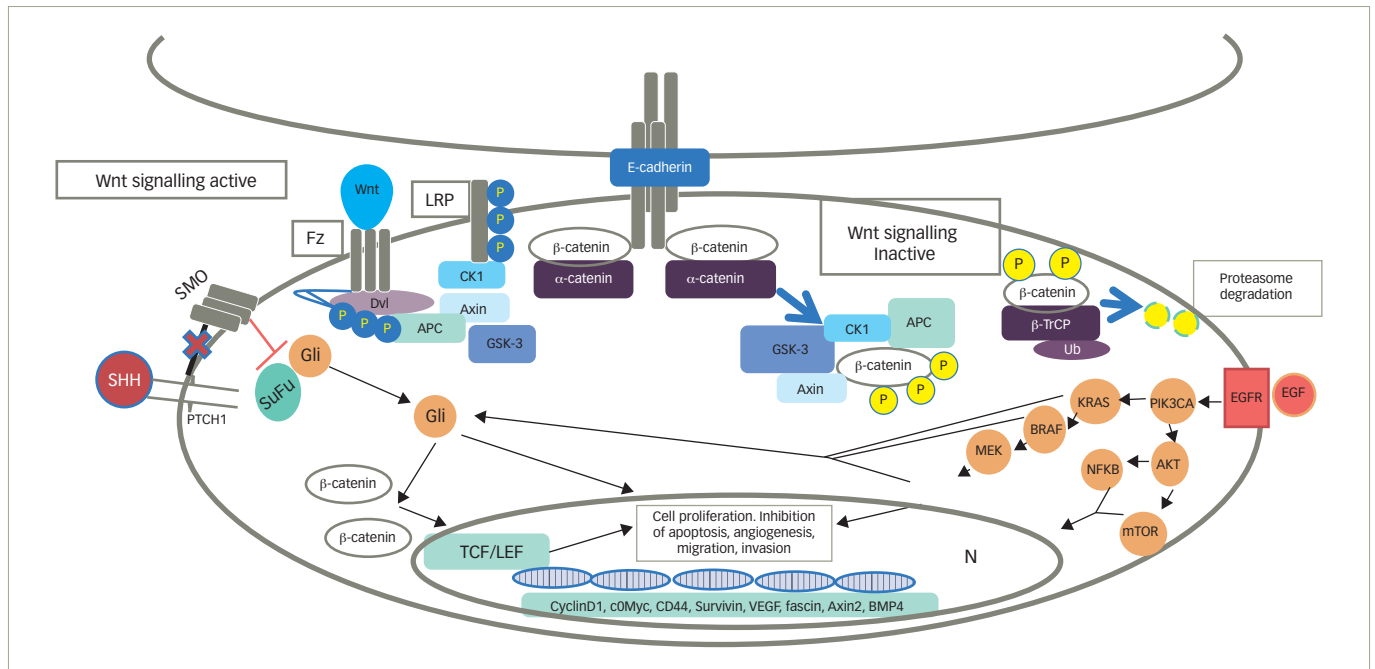 E-cadherin
Wnt signalling active
Wnt
LRP
P
P
P
Fz
β-catenin
α-catenin
β-catenin
α-catenin
Wnt signalling
Inactive
P
P
β-catenin
β-TrCP
Ub
Proteasome
degradation
SMO
CK1
Dvl
Axin
P
P
P
APC
GSK-3
GSK-3
CK1
APC
β-catenin
Axin
P
P
P
SHH
PTCH1
SuFu
Gli
Gli
EGF
EGFR
PIK3CA
KRAS
BRAF
MEK
AKT
NFKB
mTOR
β-catenin
β-catenin
TCF/LEF
Cell proliferation. Inhibition
of apoptosis, angiogenesis,
migration, invasion
N
CyclinD1, c0Myc, CD44, Survivin, VEGF, fascin, Axin2, BMP4